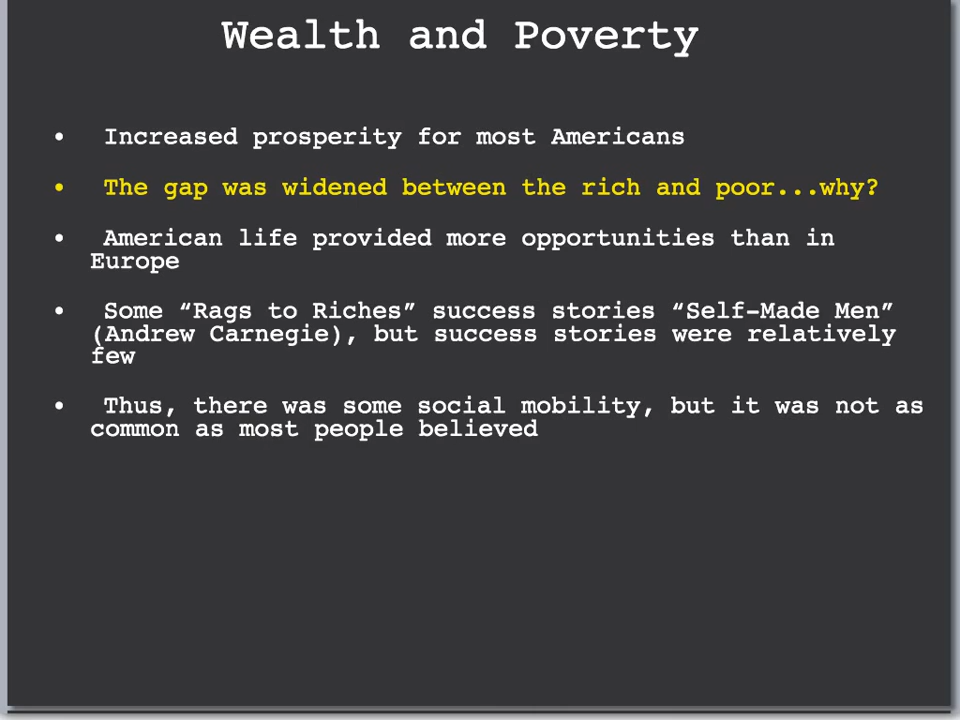 Wealth and Poverty
• Increased prosperity for most Americans
• The gap was widened between the rich and poor...why?
• American life provided more opportunities than in
Europe
• Some “Rags to Riches” success stories “Self-Made Men”
(Andrew Carnegie), but success stories were relatively
few
• Thus, there was some social mobility, but it was not as
common as most people believed